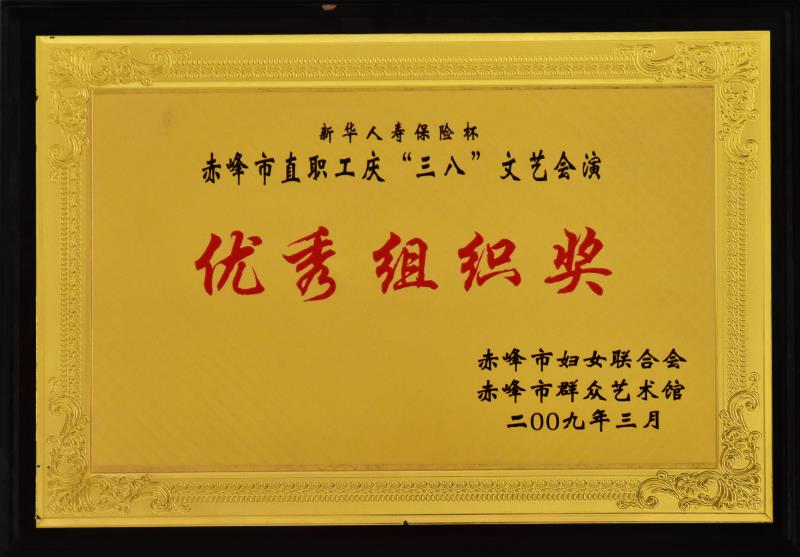 新华人寿保险杯
赤峰市直职工庆“三八”文艺会演
优秀组织奖
赤峰市妇女联合会
赤峰市群众艺术馆
二00九年三月